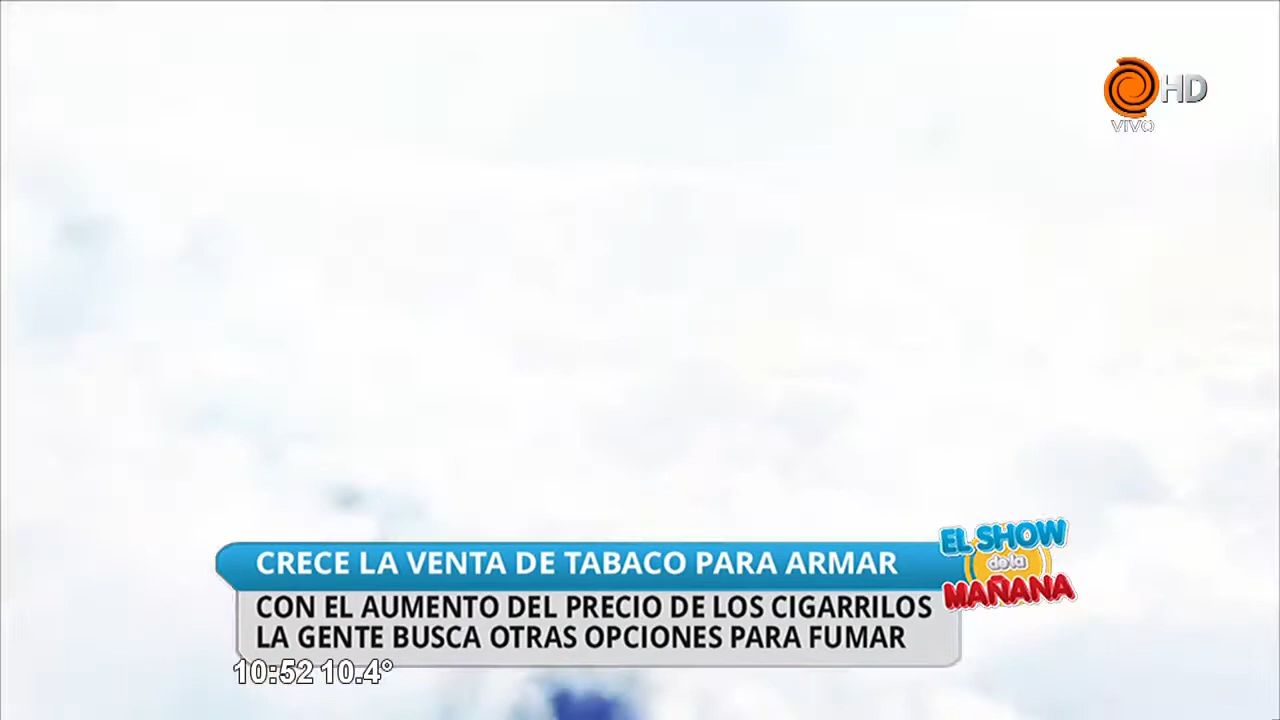 HD
VIVO
CRECE LA VENTA DE TABACO PARA ARMAR
EL SHOW
de la
MAÑANA
CON EL AUMENTO DEL PRECIO DE LOS CIGARRILOS
LA GENTE BUSCA OTRAS OPCIONES PARA FUMAR
10:52 10.4°